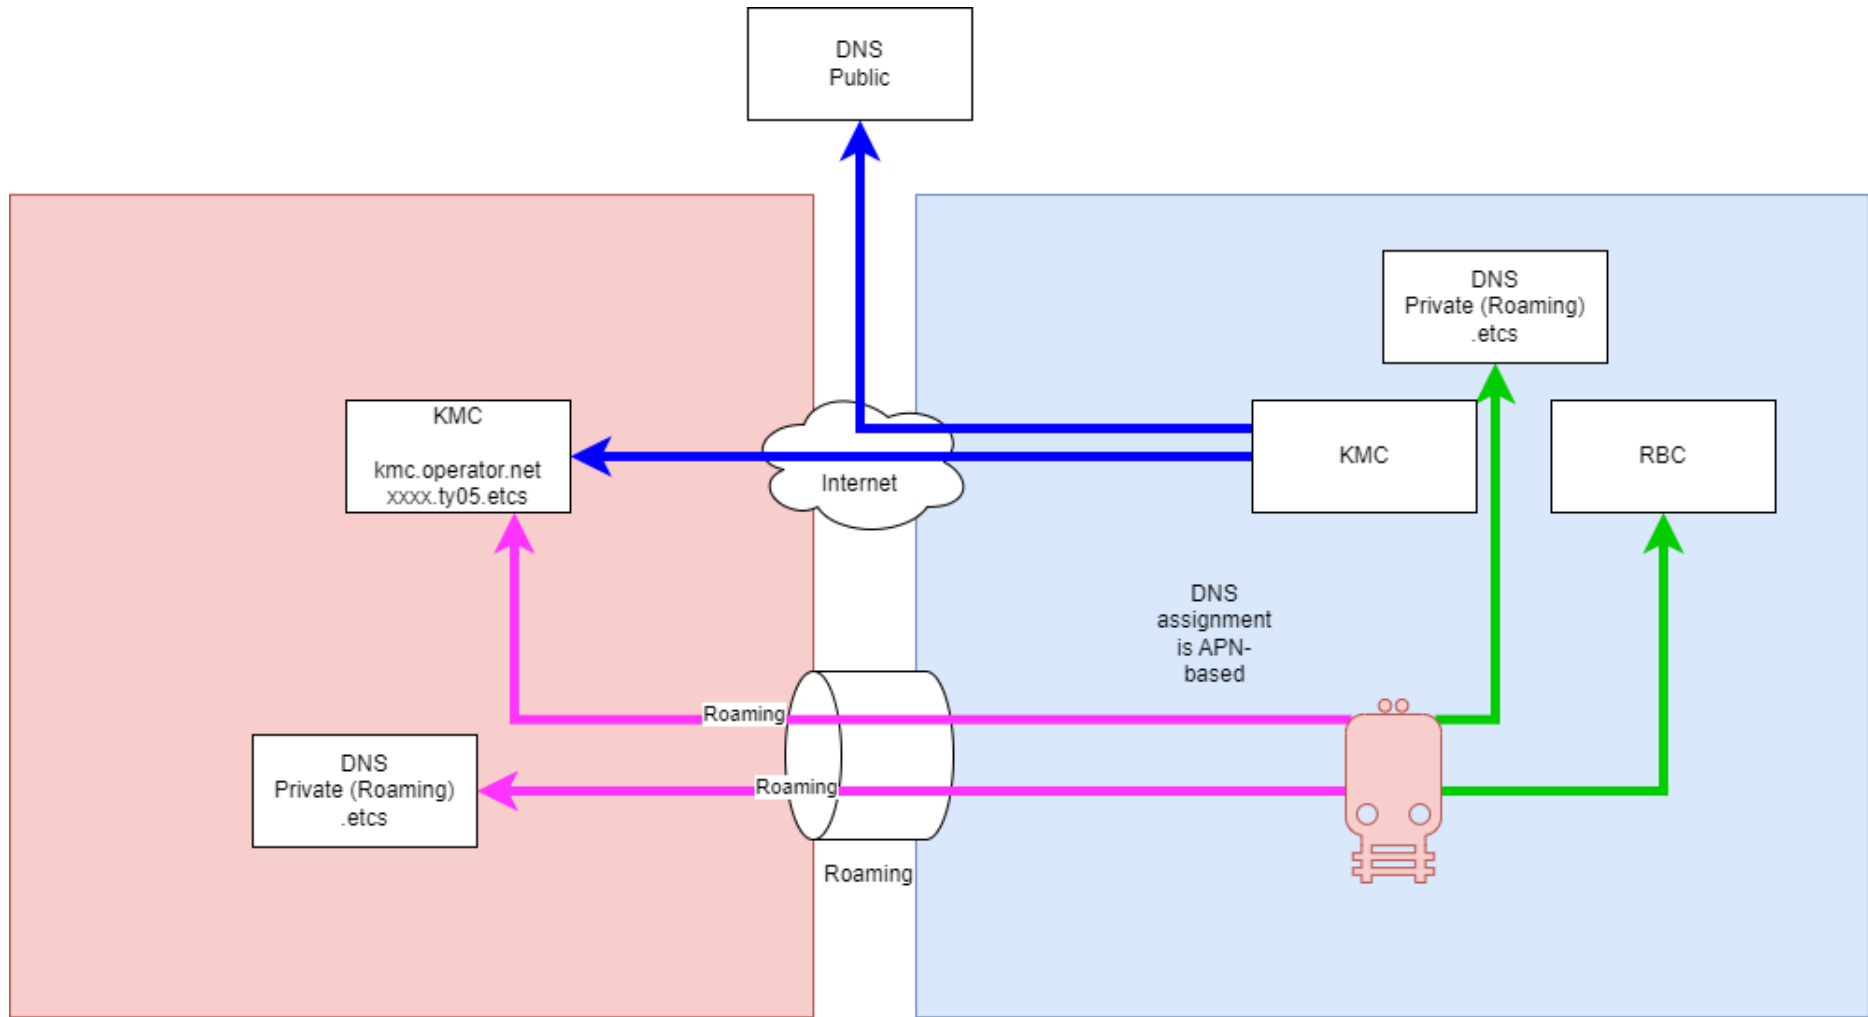 DNS
Public
DNS
Private (Roaming)
.etcs
KMC
kmc.operator.net
xxxx.ty05.etcs
Internet
KMC
RBC
DNS
assignment
is APN-
based
Roaming
DNS
Private (Roaming)
.etcs
Roaming
Roaming